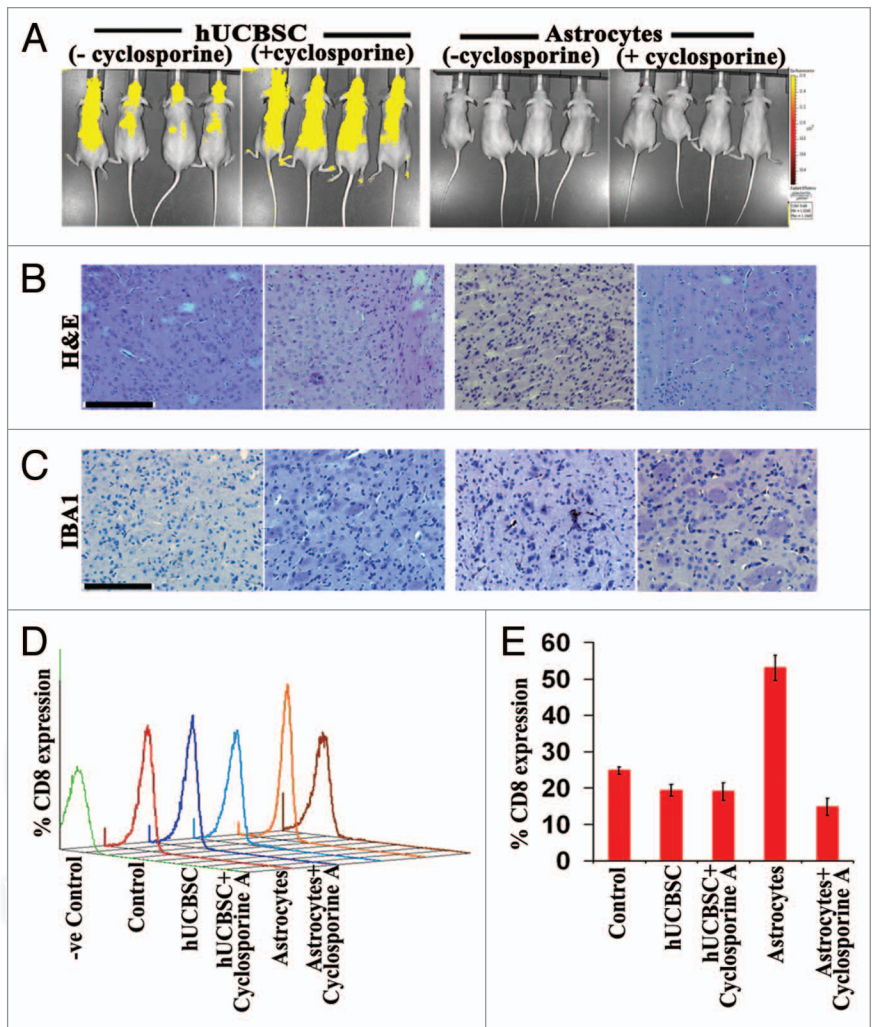 A
hUCBSC
(- cyclosporine)
(+cyclosporine)
Astrocytes
(-cyclosporine)
(+ cyclosporine)
B
H&E
C
IBA1
D
% CD8 expression
-ve Control
Control
hUCBSC
hUCBSC+
Cyclosporine A
Astrocytes
Astrocytes+
Cyclosporine A
E
% CD8 expression
60
50
40
30
20
10
0
Control
hUCBSC
hUCBSC+
Cyclosporine A
Astrocytes
Astrocytes+
Cyclosporine A